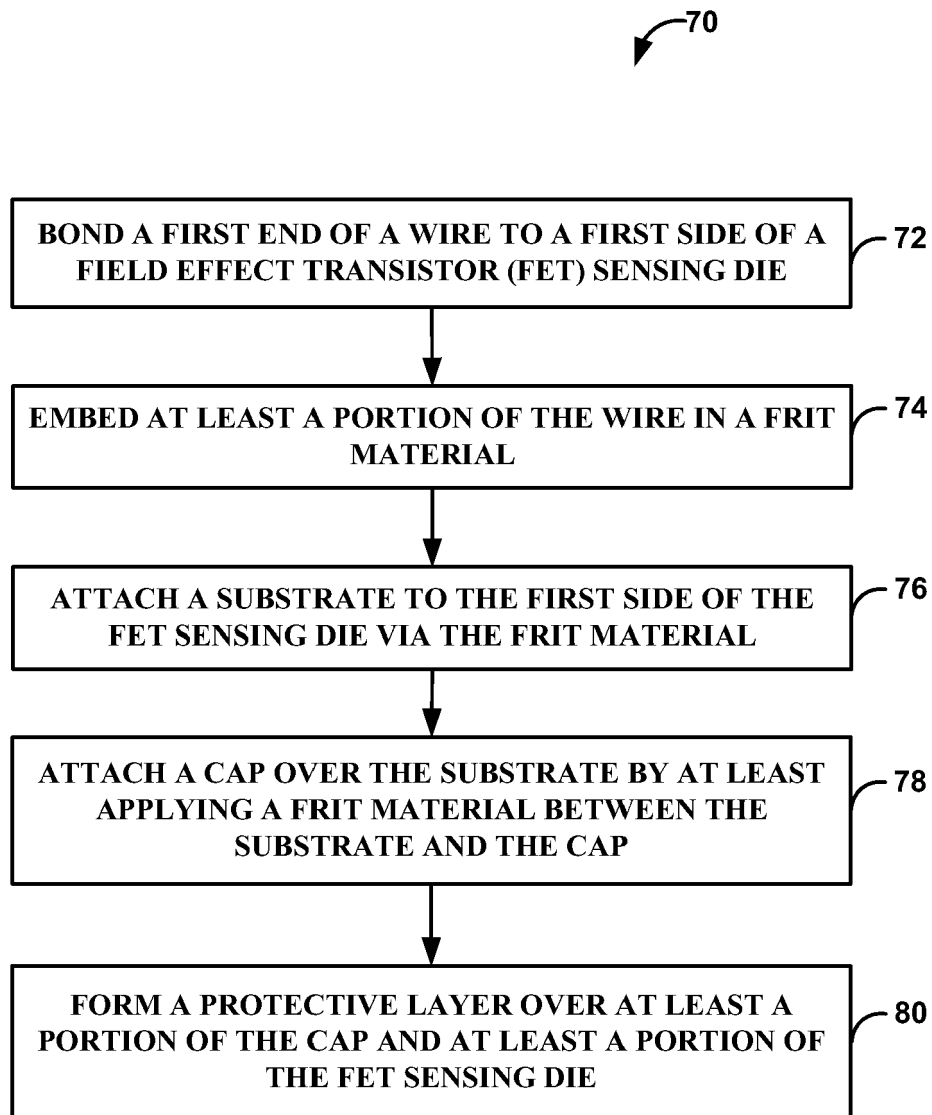 70
BOND A FIRST END OF A WIRE TO A FIRST SIDE OF A
FIELD EFFECT TRANSISTOR (FET) SENSING DIE
72
EMBED AT LEAST A PORTION OF THE WIRE IN A FRIT
MATERIAL
74
ATTACH A SUBSTRATE TO THE FIRST SIDE OF THE
FET SENSING DIE VIA THE FRIT MATERIAL
76
ATTACH A CAP OVER THE SUBSTRATE BY AT LEAST
APPLYING A FRIT MATERIAL BETWEEN THE
SUBSTRATE AND THE CAP
78
FORM A PROTECTIVE LAYER OVER AT LEAST A
PORTION OF THE CAP AND AT LEAST A PORTION OF
THE FET SENSING DIE
80